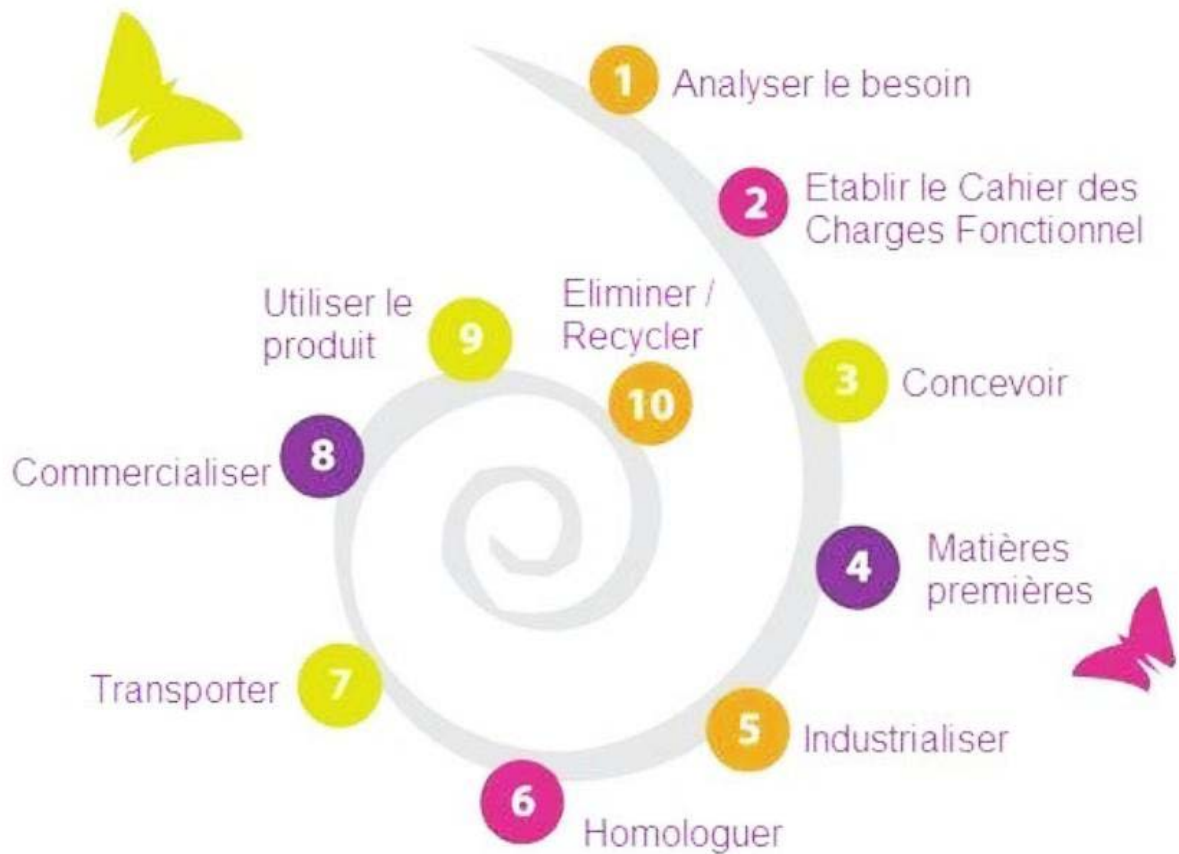 1 Analyser le besoin
2 Etablir le Cahier des
Charges Fonctionnel
3 Concevoir
4 Matières
premières
5 Industrialiser
6 Homologuer
7 Transporter
8 Commercialiser
9 Utiliser le
produit
10 Eliminer /
Recycler